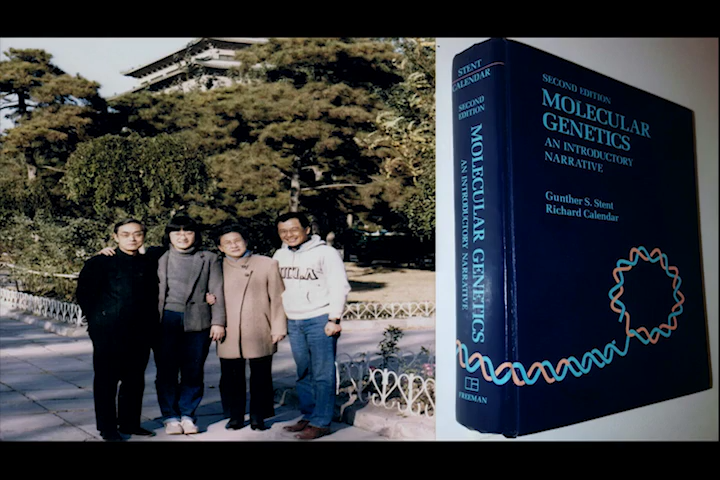 STENT
CALENDAR
SECOND
EDITION
MOLECULAR GENETICS
AN INTRODUCTORY
NARRATIVE
FREEMAN
SECOND EDITION
MOLECULAR
GENETICS
AN INTRODUCTORY
NARRATIVE
Gunther S. Stent
Richard Calendar